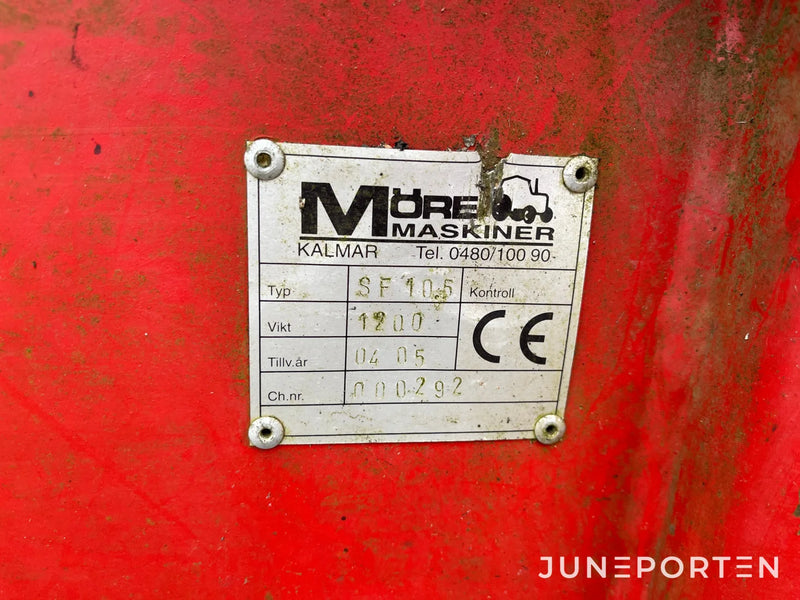 MÖRE
MASKINER
KALMAR Tel. 0480/100 90
Typ SF 105 Kontroll
Vikt 1200 CE
Tillv.år 04 05
Ch.nr. 000292
JUNEPORTEN